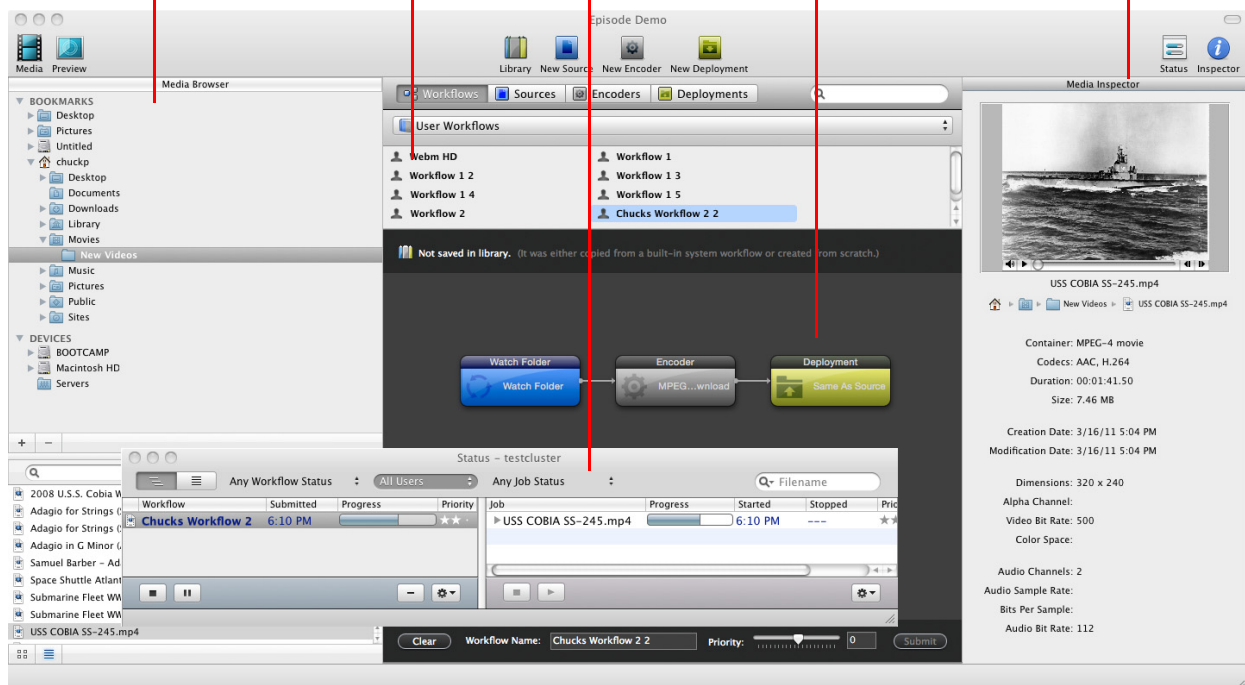 Episode Demo
Media Preview
Library New Source New Encoder New Deployment
Status Inspector
Media Browser
BOOKMARKS
Desktop
Pictures
Untitled
chuckp
Desktop
Documents
Downloads
Library
Movies
New Videos
Music
Pictures
Public
Sites
DEVICES
BOOTCAMP
Macintosh HD
Servers
2008 U.S.S. Cobia W
Adagio for Strings (
Adagio for Strings (
Adagio in G Minor (
Samuel Barber - Ad
Space Shuttle Atlant
Submarine Fleet WW
Submarine Fleet WW
USS COBIA SS-245.mp4
Workflows Sources Encoders Deployments
User Workflows
Webm HD
Workflow 1
Workflow 1 2
Workflow 1 3
Workflow 1 4
Workflow 1 5
Workflow 2
Chucks Workflow 2 2
Not saved in library. (It was either copied from a built-in system workflow or created from scratch.)
Watch Folder
Watch Folder
Encoder
MPEG...wnload
Deployment
Same As Source
Status - testcluster
Any Workflow Status All Users Any Job Status Filename
Workflow Submitted Progress Priority
Chucks Workflow 2 6:10 PM
Job Progress Started Stopped Pric
USS COBIA SS-245.mp4 6:10 PM ---
Clear Workflow Name: Chucks Workflow 2 2 Priority: 0 Submit
Media Inspector
USS COBIA SS-245.mp4
New Videos USS COBIA SS-245.mp4
Container: MPEG-4 movie
Codecs: AAC, H.264
Duration: 00:01:41.50
Size: 7.46 MB
Creation Date: 3/16/11 5:04 PM
Modification Date: 3/16/11 5:04 PM
Dimensions: 320 x 240
Alpha Channel:
Video Bit Rate: 500
Color Space:
Audio Channels: 2
Audio Sample Rate:
Bits Per Sample:
Audio Bit Rate: 112